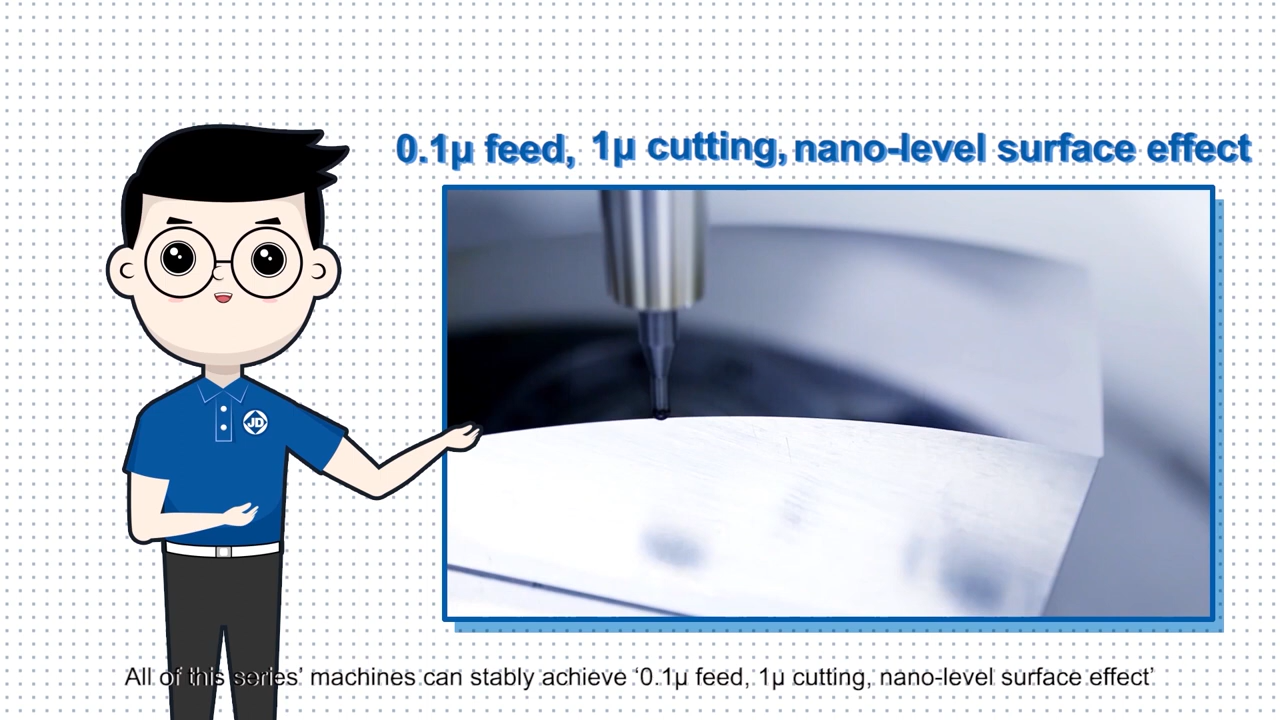 0.1μ feed, 1μ cutting, nano-level surface effect
JD
All of this series’ machines can stably achieve ‘0.1μ feed, 1μ cutting, nano-level surface effect’